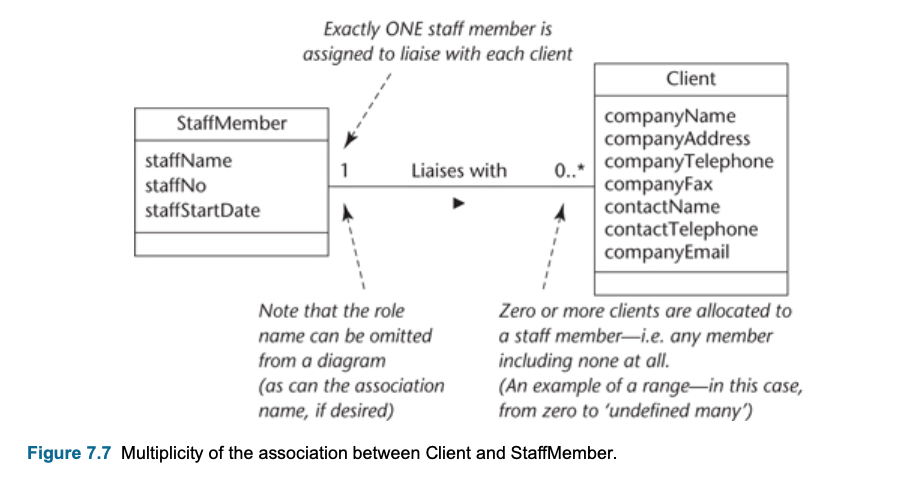 Exactly ONE staff member is
assigned to liaise with each client
Client
companyName
companyAddress
companyTelephone
companyFax
contactName
contactTelephone
companyEmail
StaffMember
staffName
staffNo
staffStartDate
1
Liaises with
0..*
Note that the role
name can be omitted
from a diagram
(as can the association
name, if desired)
Zero or more clients are allocated to
a staff member—i.e. any member
including none at all.
(An example of a range—in this case,
from zero to ‘undefined many’)
Figure 7.7 Multiplicity of the association between Client and StaffMember.